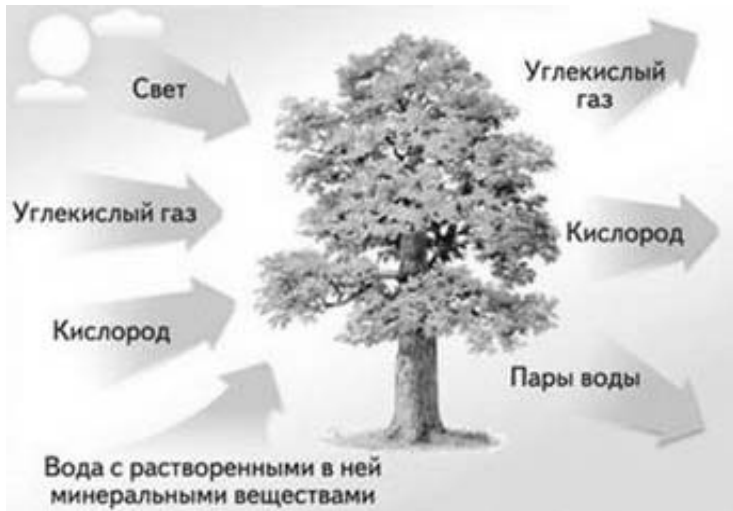 Свет
Углекислый газ
Кислород
Вода с растворенными в ней
минеральными веществами
Углекислый
газ
Кислород
Пары воды